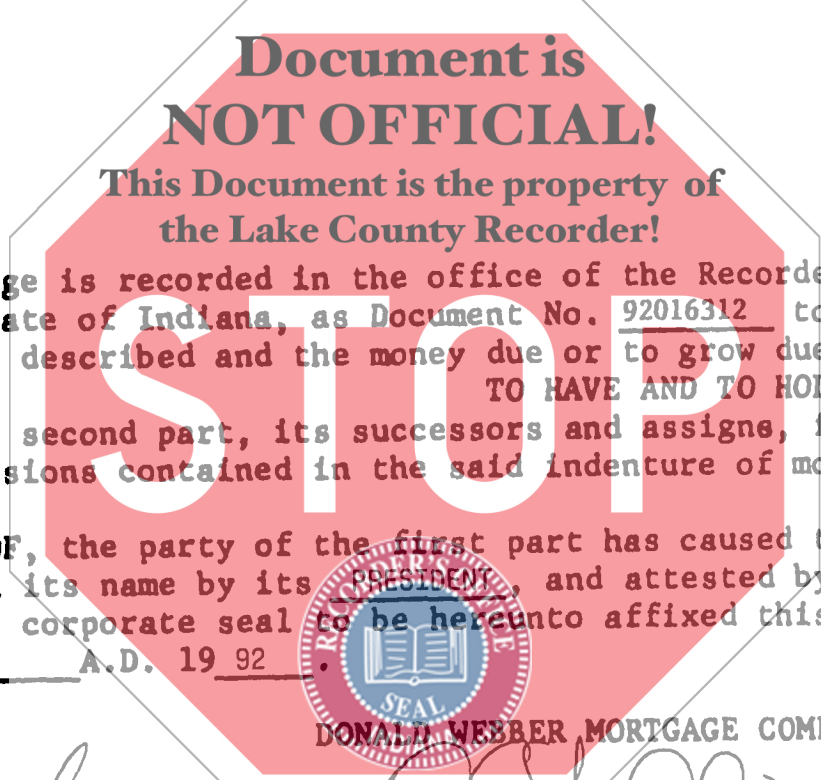 Document is
NOT OFFICIAL!
This Document is the property of
the Lake County Recorder!
ge is recorded in the office of the Recorde
ate of Indiana, as Document No. 92016312 to
described and the money due or to grow due
TO HAVE AND TO HOL
second part, its successors and assigns, f
sions contained in the said indenture of mo
STOP
OF, the party of the first part has caused t
its name by its PRESIDENT, and attested by
corporate seal to be hereunto affixed this
A.D. 19 92.
RECORDER'S OFFICE
SEAL
DONALD WEBBER MORTGAGE COMP